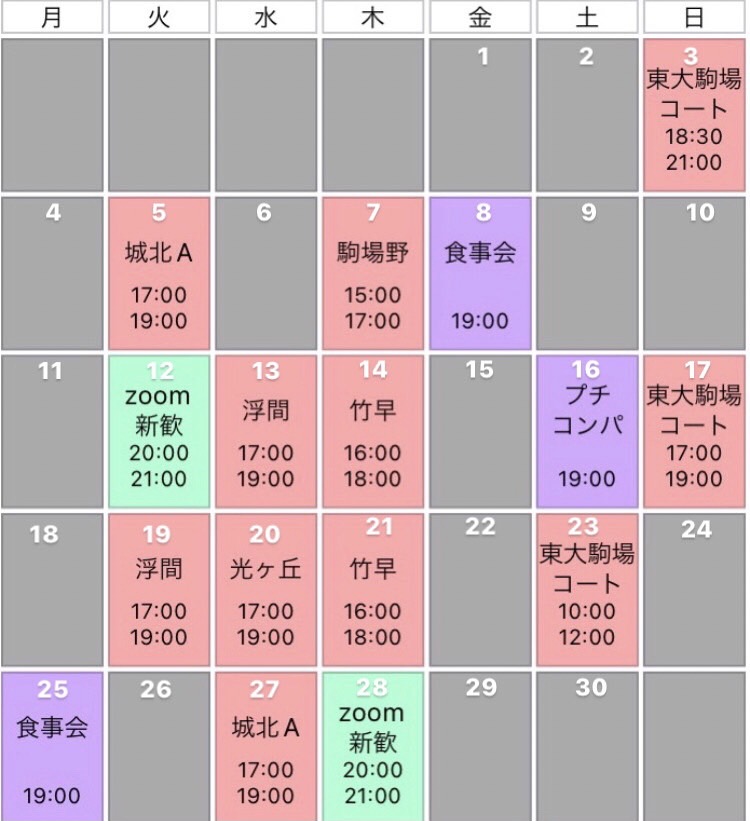 月 火 水 木 金 土 日
1
2
3
東大駒場
コート
18:30
21:00
4
5
城北A
17:00
19:00
6
7
駒場野
15:00
17:00
8
食事会
19:00
9
10
11
12
zoom
新歓
20:00
21:00
13
浮間
17:00
19:00
14
竹早
16:00
18:00
15
16
プチ
コンパ
19:00
17
東大駒場
コート
17:00
19:00
18
19
浮間
17:00
19:00
20
光ヶ丘
17:00
19:00
21
竹早
16:00
18:00
22
23
東大駒場
コート
10:00
12:00
24
25
食事会
19:00
26
27
城北A
17:00
19:00
28
zoom
新歓
20:00
21:00
29
30